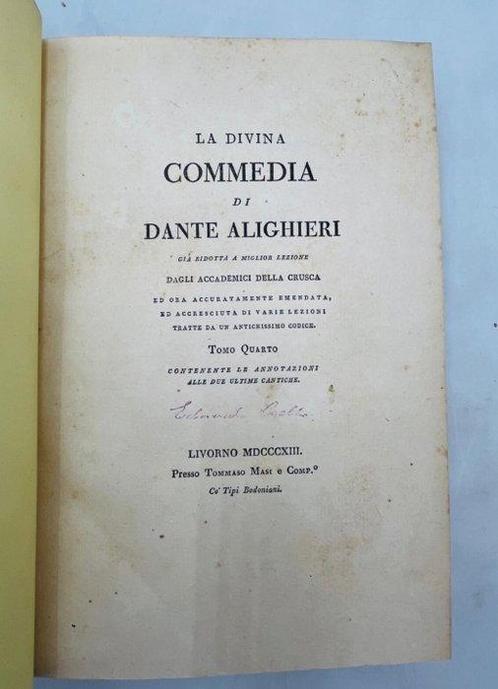 LA DIVINA
COMMEDIA
DI
DANTE ALIGHIERI
GIÀ RIDOTTA A MIGLIOR LEZIONE
DAGLI ACCADEMICI DELLA CRUSCA
ED ORA ACCURATAMENTE EMENDATA,
ED ACCRESCIUTA DI VARIE LEZIONI
TRATTE DA UN ANTICHISSIMO CODICE.
TOMO QUARTO
CONTENENTE LE ANNOTAZIONI
ALLE DUE ULTIME CANTICHE.
LIVORNO MDCCCXIII.
Presso TOMMASO MASI e COMP.º
Co' Tipi Bodoniani.